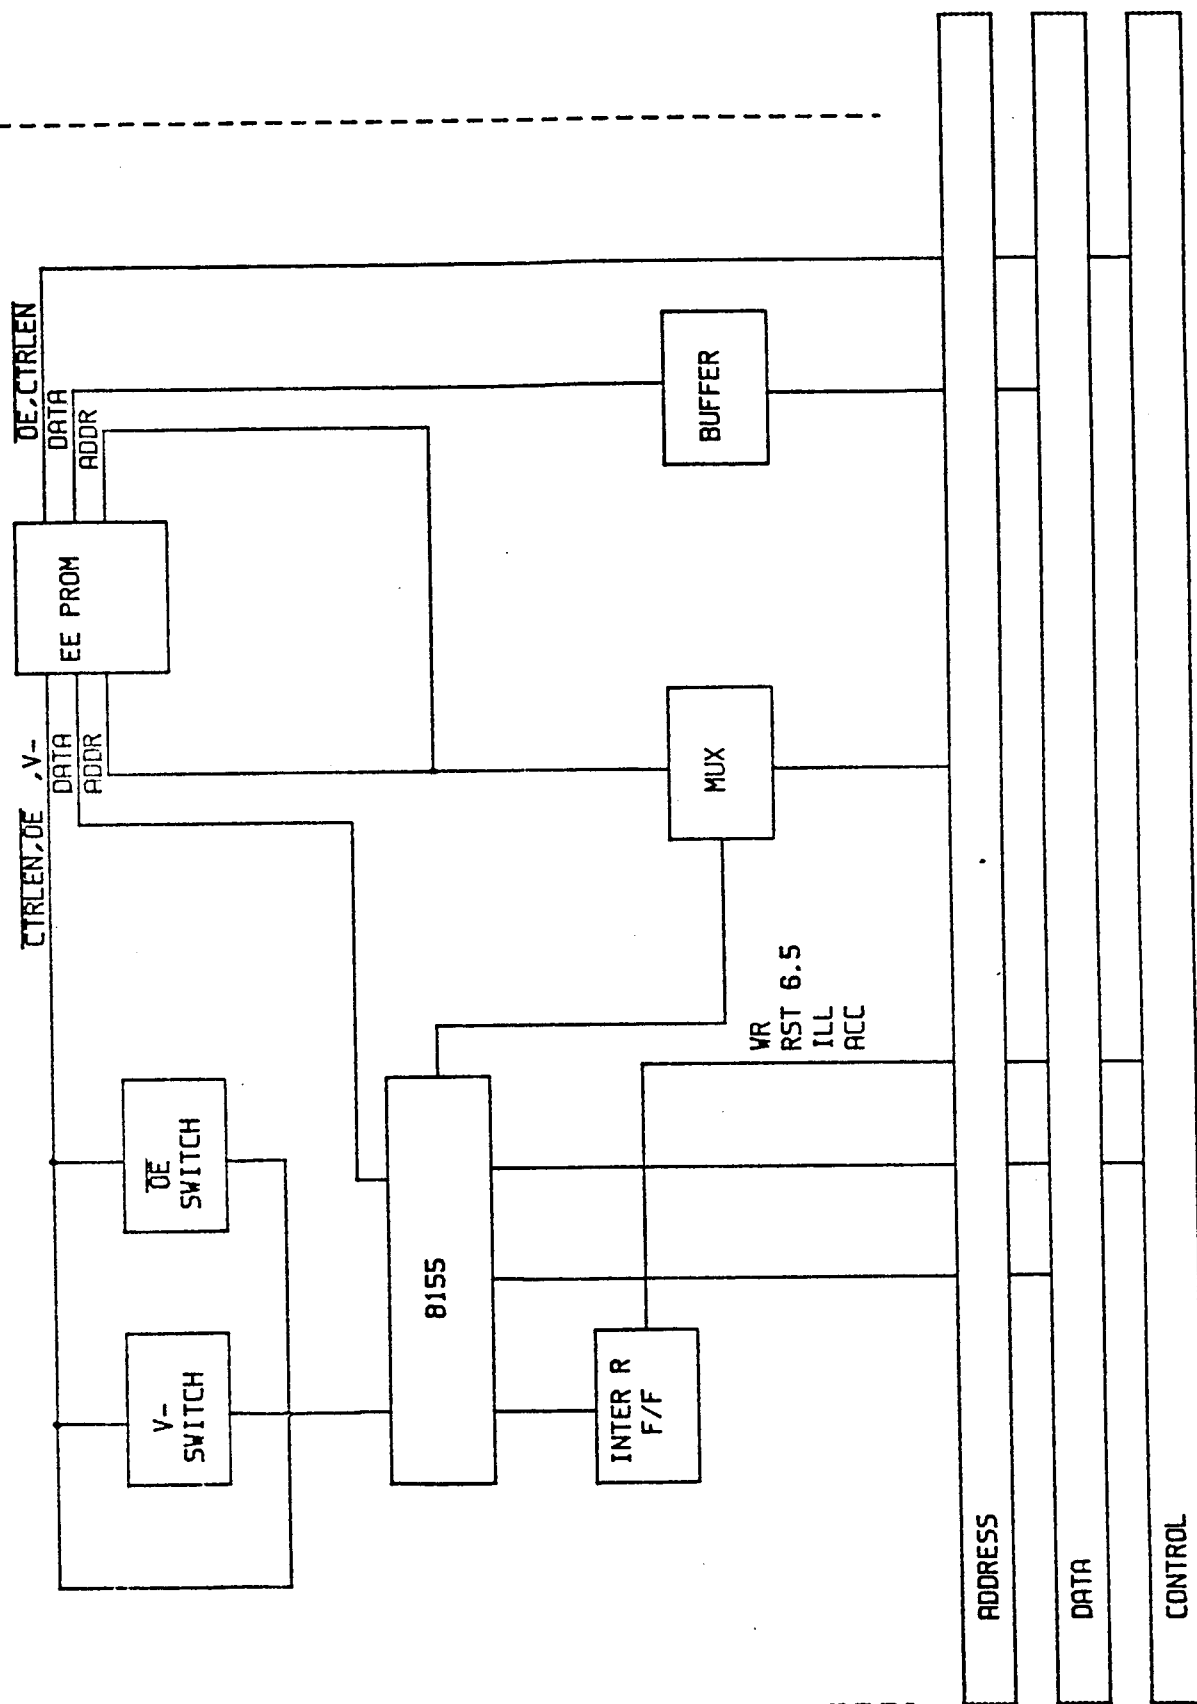 CTRLEN,OE ,V-
DATA
ADDR
EE PROM
OE,CTRLEN
DATA
ADDR
V-
SWITCH
OE
SWITCH
8155
MUX
BUFFER
INTER R
F/F
WR
RST 6.5
ILL
ACC
ADDRESS
DATA
CONTROL